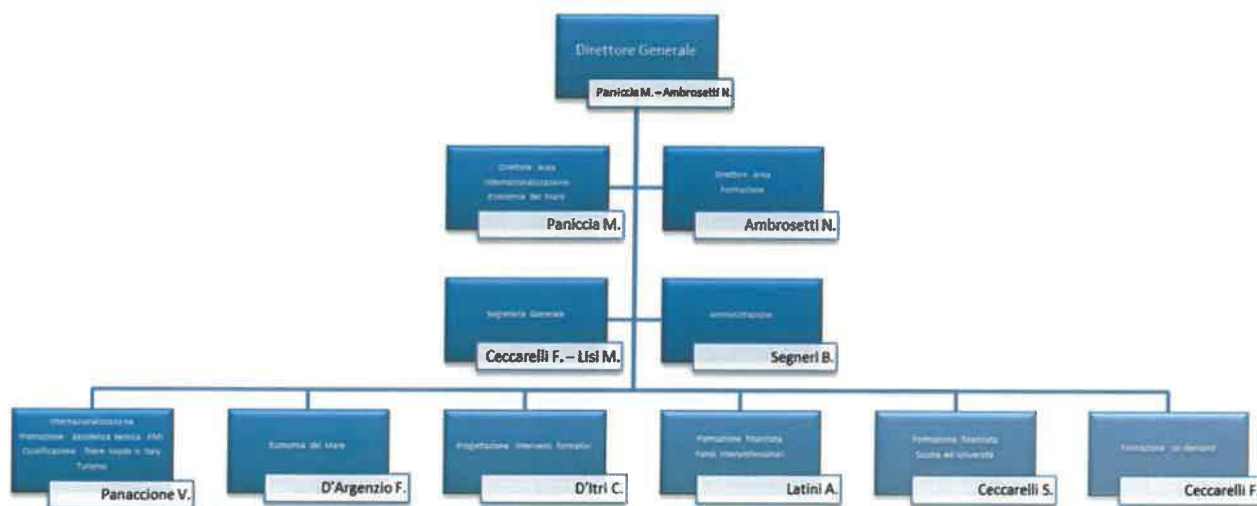 Direttore Generale
Paniccia M. – Ambrosetti N.
Direttore area
Internazionalizzazione
Economia del Mare
Paniccia M.
Direttore area
Formazione
Ambrosetti N.
Segreteria Generale
Ceccarelli F. – Lisi M.
Amministrazione
Segneri B.
Internazionalizzazione
Promozione assistenza tecnica PMI
Qualificazione filiere made in Italy
Turismo
Panaccione V.
Economia del Mare
D'Argenzio F.
Progettazione interventi formativi
D'Itri C.
Formazione finanziata
Fondi interprofessionali
Latini A.
Formazione finanziata
Scuola ed Università
Ceccarelli S.
Formazione on demand
Ceccarelli F.